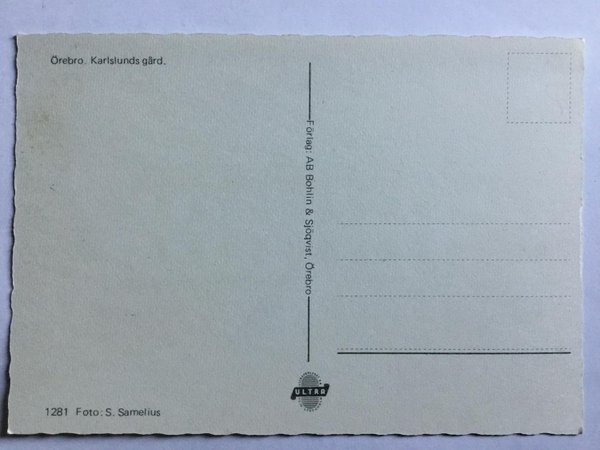 Örebro. Karlslunds gård.
Förlag: AB Bohlin & Sjöqvist, Örebro
ULTRA
1281 Foto: S. Samelius